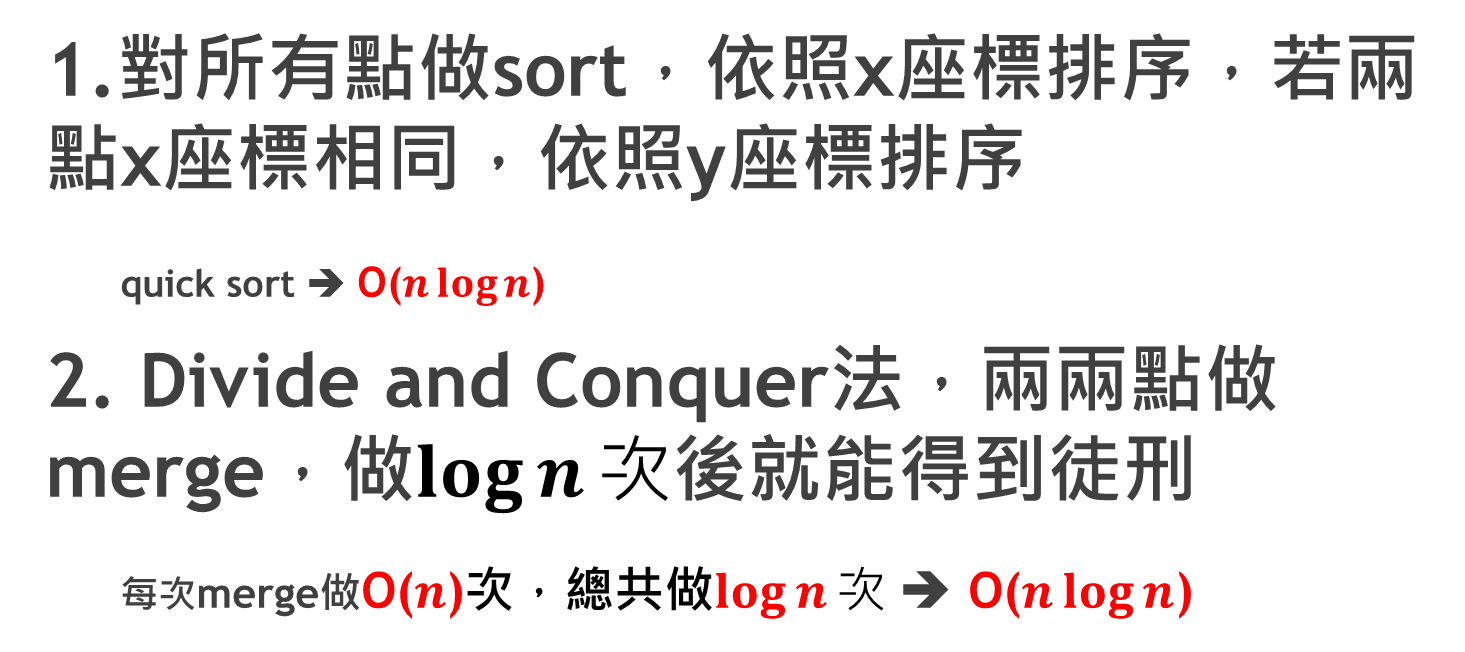 1.對所有點做sort，依照x座標排序，若兩
點x座標相同，依照y座標排序
quick sort ➔ O(n log n)
2. Divide and Conquer法，兩兩點做
merge，做log n 次後就能得到徒刑
每次merge做O(n)次，總共做log n 次 ➔ O(n log n)